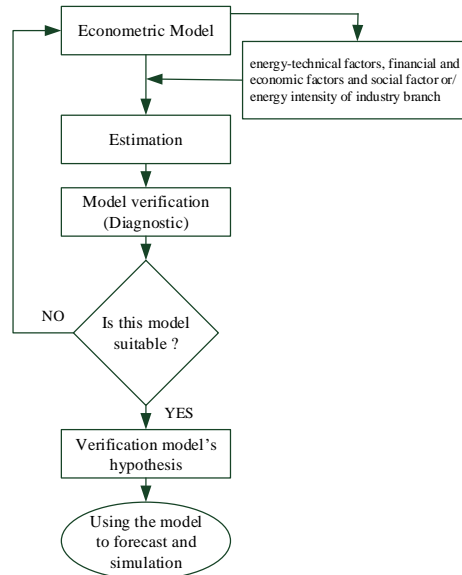 Econometric Model
energy-technical factors, financial and
economic factors and social factor or/
energy intensity of industry branch
Estimation
Model verification
(Diagnostic)
NO
Is this model
suitable ?
YES
Verification model's
hypothesis
Using the model
to forecast and
simulation